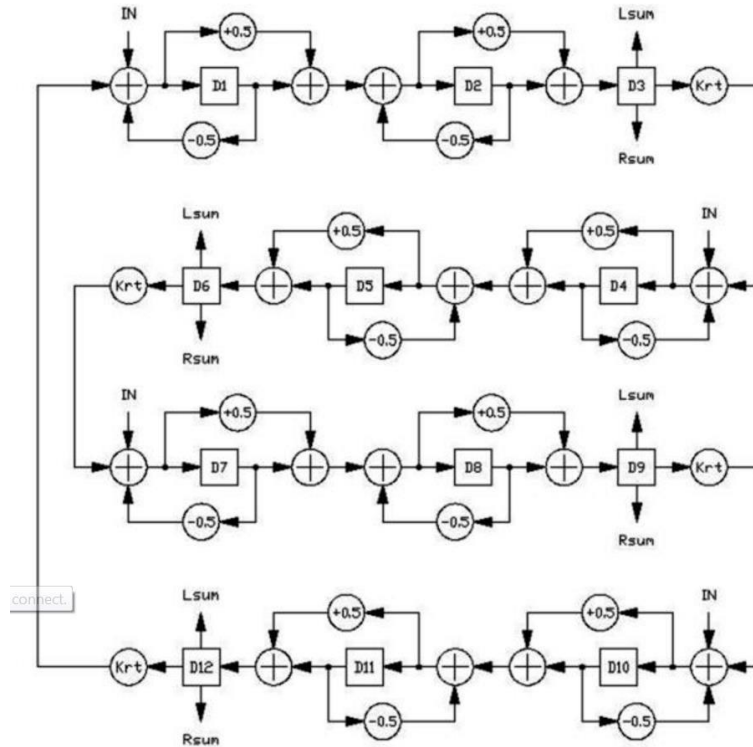 IN Lsum
+0.5 +0.5
D1 D2 D3 Krt
-0.5 -0.5
Rsum
Lsum IN
+0.5 +0.5
Krt D6 D5 D4
-0.5 -0.5
Rsum
IN Lsum
+0.5 +0.5
D7 D8 D9 Krt
-0.5 -0.5
Rsum
connect.
Lsum IN
+0.5 +0.5
Krt D12 D11 D10
-0.5 -0.5
Rsum